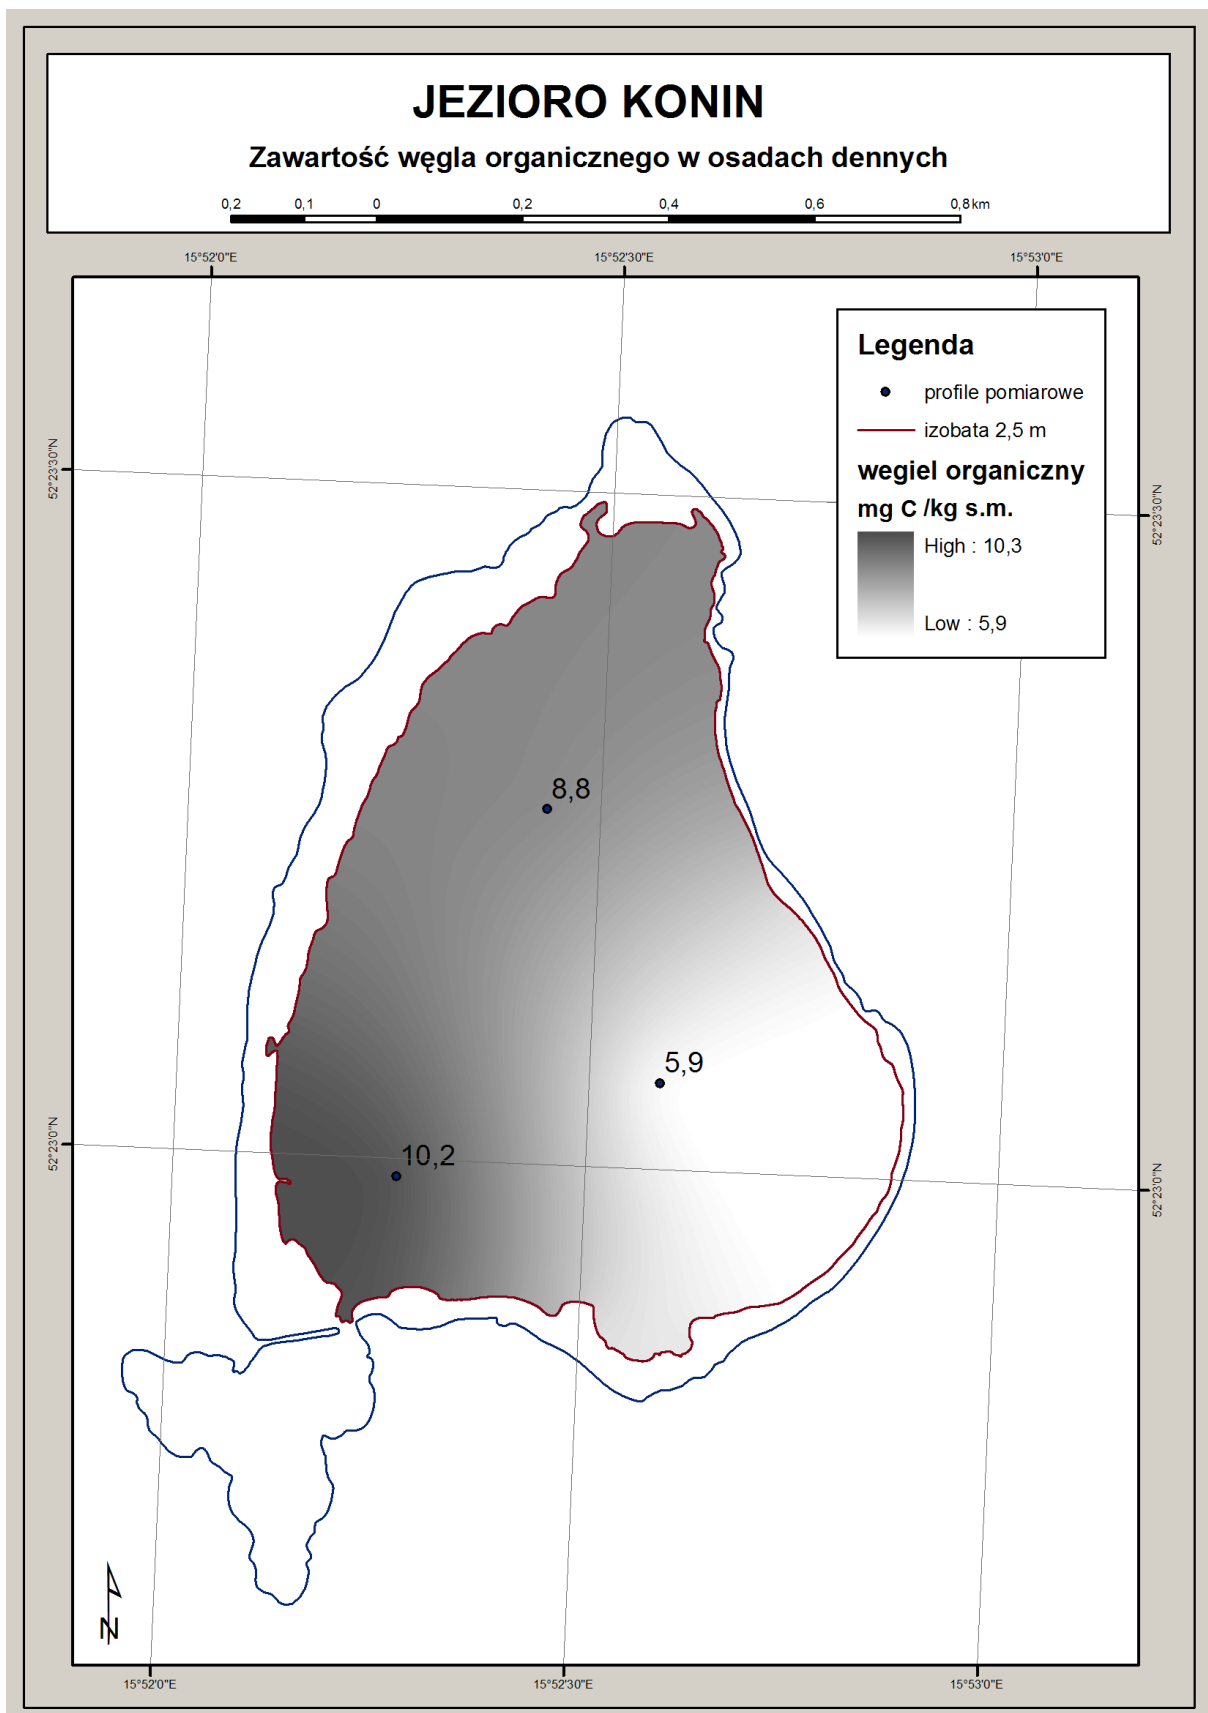 JEZIORO KONIN
Zawartość węgla organicznego w osadach dennych
0,2 0,1 0 0,2 0,4 0,6 0,8 km
15°52'0"E 15°52'30"E 15°53'0"E
Legenda
profile pomiarowe
izobata 2,5 m
wegiel organiczny
mg C /kg s.m.
High : 10,3
Low : 5,9
52°23'30"N
52°23'30"N
8,8
5,9
10,2
52°23'0"N
52°23'0"N
N
15°52'0"E 15°52'30"E 15°53'0"E